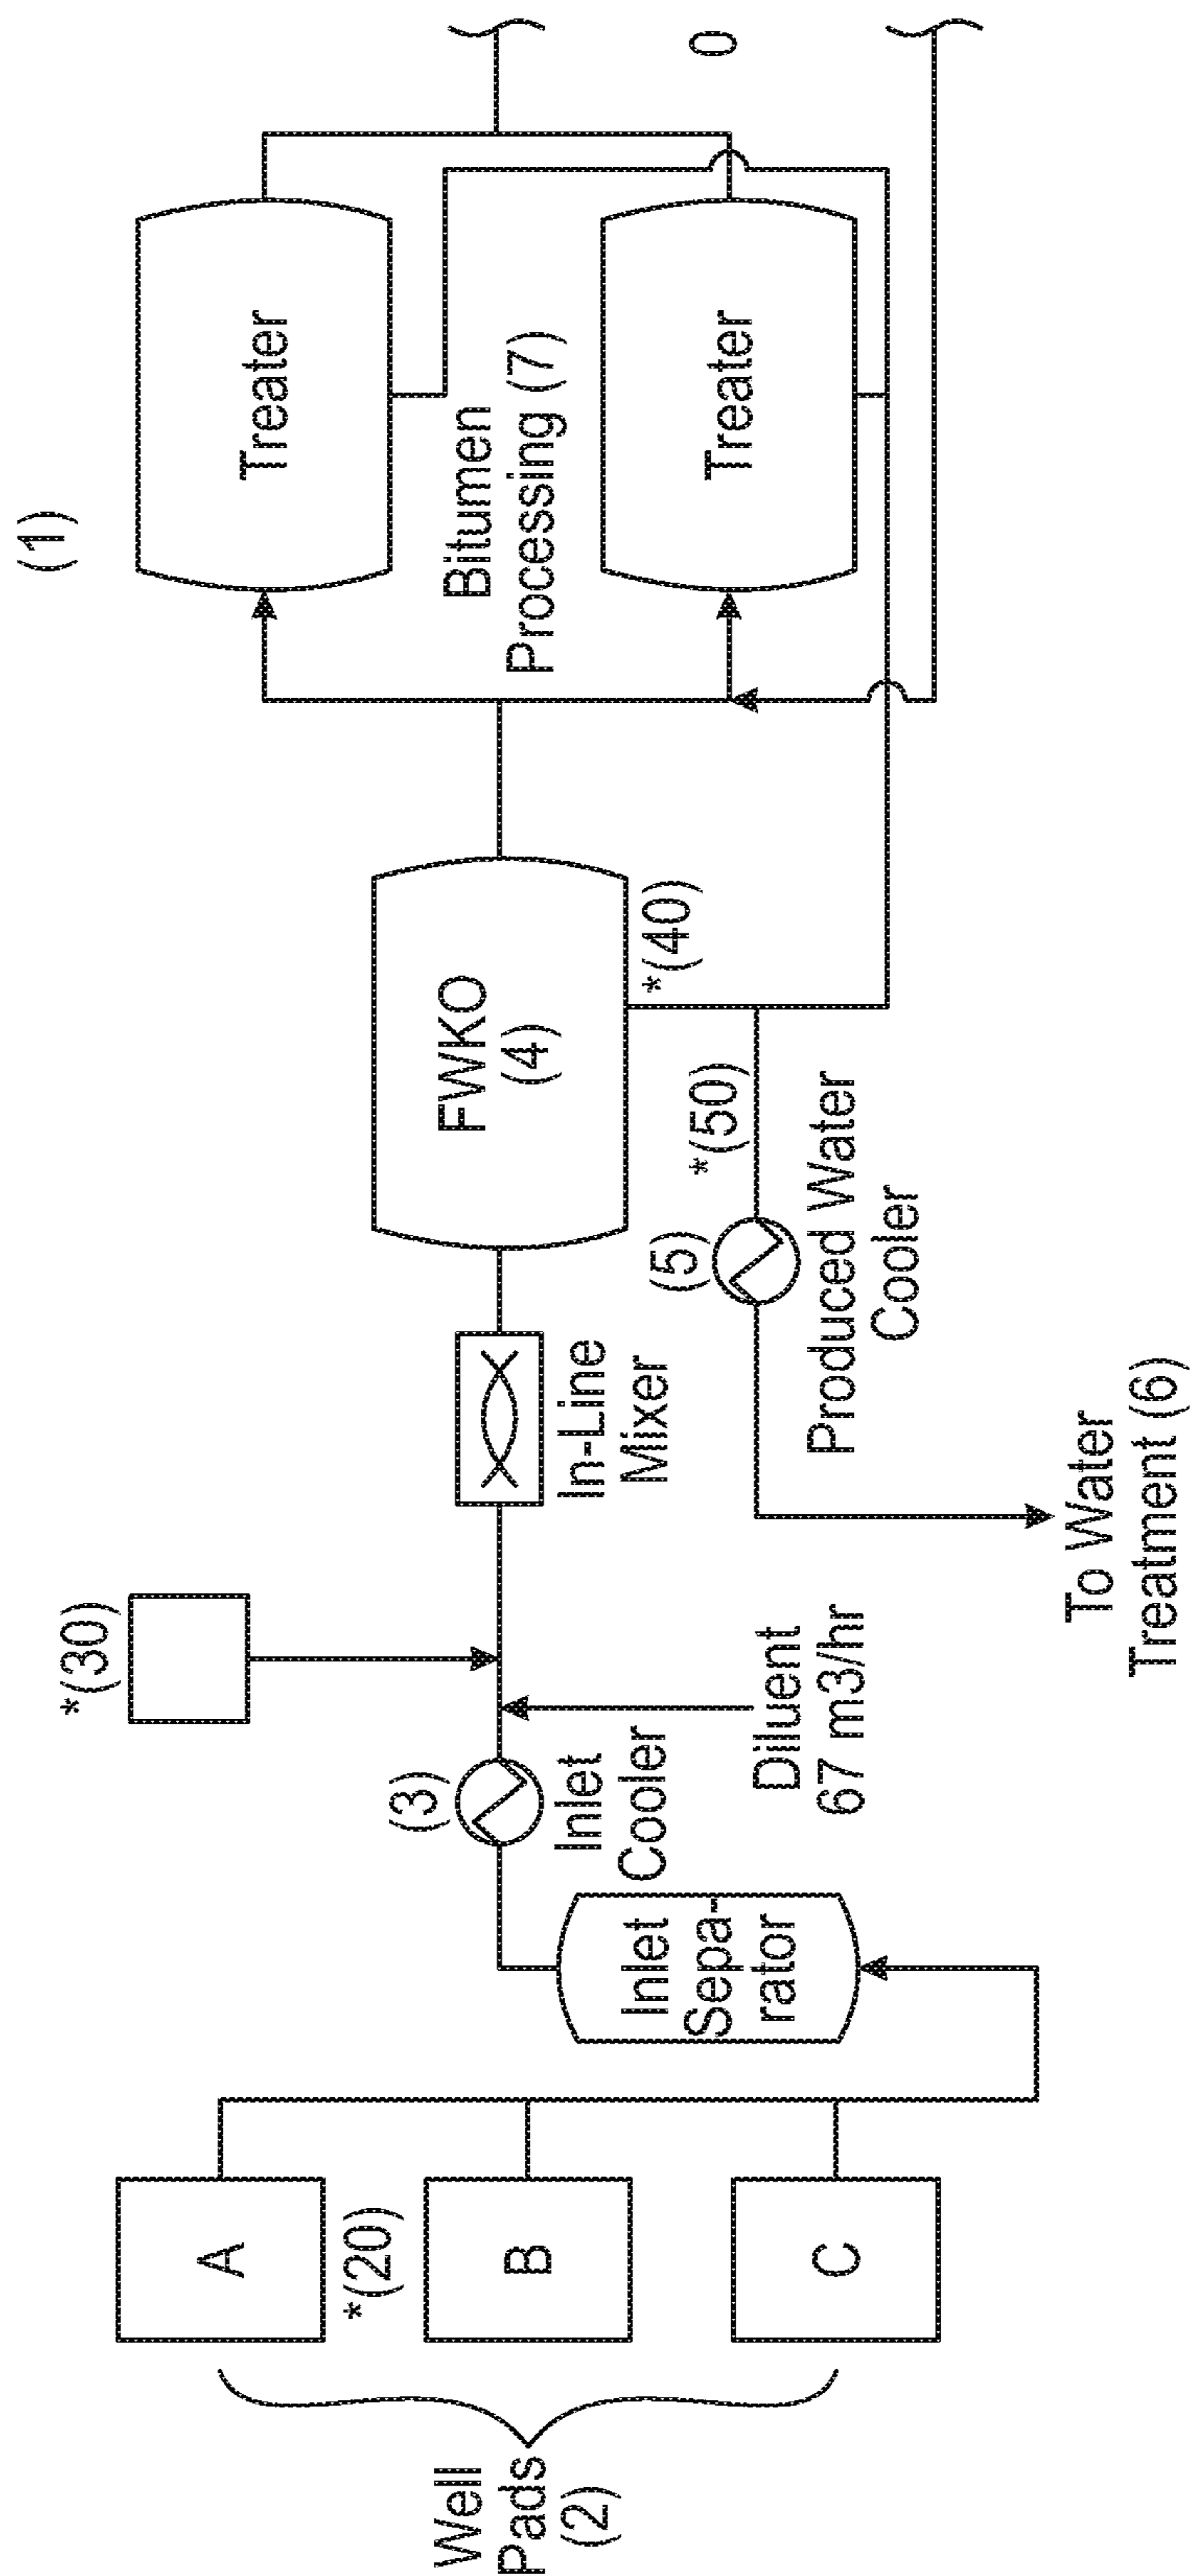 (1)
Well
Pads
(2)
A
*(20)
B
C
Inlet
Sepa-
rator
(3)
Inlet
Cooler
*(30)
Diluent
67 m3/hr
In-Line
Mixer
FWKO
(4)
*(40)
*(50)
(5)
Produced Water
Cooler
To Water
Treatment (6)
Treater
Bitumen
Processing (7)
Treater
0